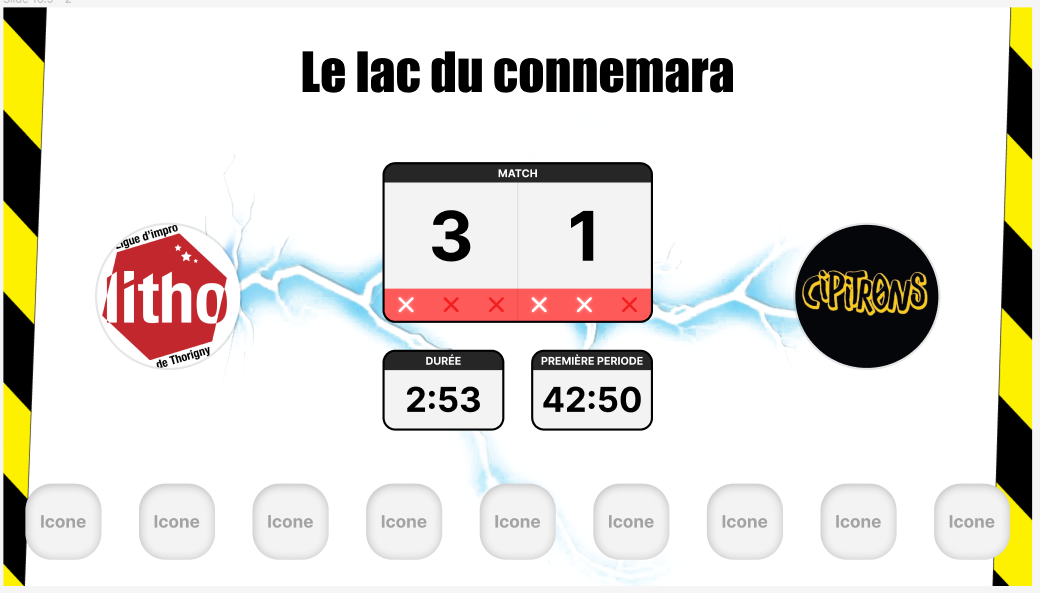 Le lac du connemara
MATCH
3 1
Ligue d'impro
litho
de Thorigny
CiPiTRONS
DURÉE
2:53
PREMIÈRE PERIODE
42:50
Icone Icone Icone Icone Icone Icone Icone Icone Icone